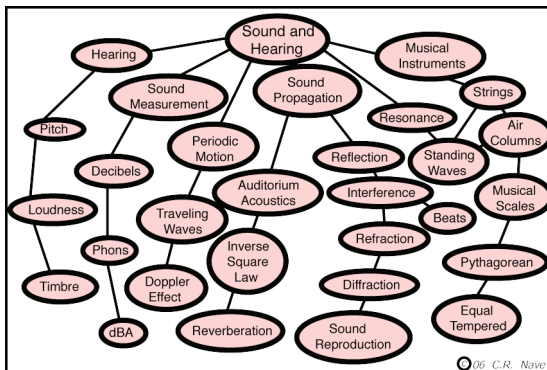 Sound and
Hearing
Hearing
Musical
Instruments
Sound
Measurement
Sound
Propagation
Strings
Pitch
Periodic
Motion
Resonance
Air
Columns
Decibels
Reflection
Standing
Waves
Auditorium
Acoustics
Interference
Musical
Scales
Loudness
Traveling
Waves
Beats
Phons
Inverse
Square
Law
Refraction
Pythagorean
Timbre
Doppler
Effect
Diffraction
Equal
Tempered
dBA
Reverberation
Sound
Reproduction
©06 C.R. Nave